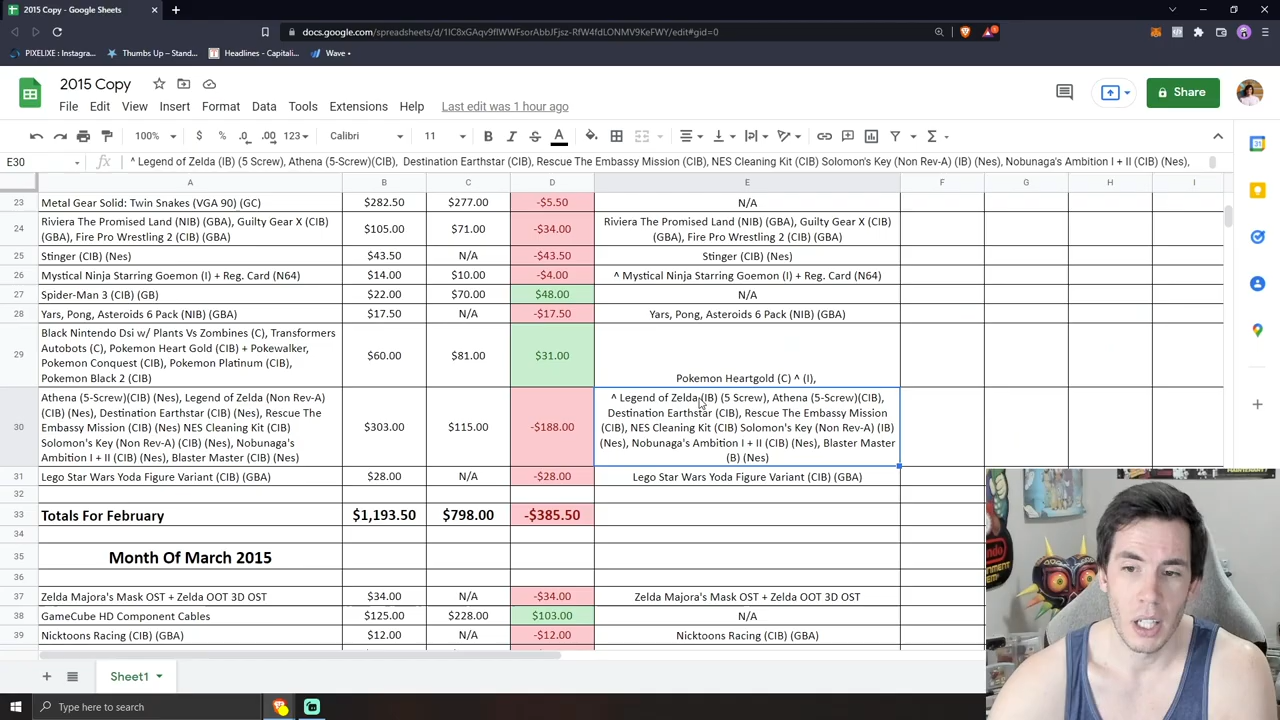 2015 Copy - Google Sheets
docs.google.com/spreadsheets/d/1IC8xGAqv9flWWFsorAbbJFjsz-RfW4fdLONMV9KeFWY/edit#gid=0
PIXELIXE : Instagra...
Thumbs Up – Stand...
Headlines - Capitali...
Wave •
2015 Copy
File Edit View Insert Format Data Tools Extensions Help Last edit was 1 hour ago
Share
100% $ % .0 .00 123 Calibri 11 B I S A
E30 fx ^ Legend of Zelda (IB) (5 Screw), Athena (5-Screw)(CIB), Destination Earthstar (CIB), Rescue The Embassy Mission (CIB), NES Cleaning Kit (CIB) Solomon's Key (Non Rev-A) (IB) (Nes), Nobunaga's Ambition I + II (CIB) (Nes),
A B C D E F G H I
23 Metal Gear Solid: Twin Snakes (VGA 90) (GC) $282.50 $277.00 -$5.50 N/A
24 Riviera The Promised Land (NIB) (GBA), Guilty Gear X (CIB) $105.00 $71.00 -$34.00 Riviera The Promised Land (NIB) (GBA), Guilty Gear X (CIB)
(GBA), Fire Pro Wrestling 2 (CIB) (GBA) (GBA), Fire Pro Wrestling 2 (CIB) (GBA)
25 Stinger (CIB) (Nes) $43.50 N/A -$43.50 Stinger (CIB) (Nes)
26 Mystical Ninja Starring Goemon (I) + Reg. Card (N64) $14.00 $10.00 -$4.00 ^ Mystical Ninja Starring Goemon (I) + Reg. Card (N64)
27 Spider-Man 3 (CIB) (GB) $22.00 $70.00 $48.00 N/A
28 Yars, Pong, Asteroids 6 Pack (NIB) (GBA) $17.50 N/A -$17.50 Yars, Pong, Asteroids 6 Pack (NIB) (GBA)
Black Nintendo Dsi w/ Plants Vs Zombines (C), Transformers
Autobots (C), Pokemon Heart Gold (CIB) + Pokewalker,
29 $60.00 $81.00 $31.00
Pokemon Conquest (CIB), Pokemon Platinum (CIB),
Pokemon Black 2 (CIB) Pokemon Heartgold (C) ^ (I),
Athena (5-Screw)(CIB) (Nes), Legend of Zelda (Non Rev-A) ^ Legend of Zelda (IB) (5 Screw), Athena (5-Screw)(CIB),
(CIB) (Nes), Destination Earthstar (CIB) (Nes), Rescue The Destination Earthstar (CIB), Rescue The Embassy Mission
30 Embassy Mission (CIB) (Nes) NES Cleaning Kit (CIB) $303.00 $115.00 -$188.00 (CIB), NES Cleaning Kit (CIB) Solomon's Key (Non Rev-A) (IB)
Solomon's Key (Non Rev-A) (CIB) (Nes), Nobunaga's (Nes), Nobunaga's Ambition I + II (CIB) (Nes), Blaster Master
Ambition I + II (CIB) (Nes), Blaster Master (CIB) (Nes) (B) (Nes)
31 Lego Star Wars Yoda Figure Variant (CIB) (GBA) $28.00 N/A -$28.00 Lego Star Wars Yoda Figure Variant (CIB) (GBA)
32
33 Totals For February $1,193.50 $798.00 -$385.50
34
35 Month Of March 2015
36
37 Zelda Majora's Mask OST + Zelda OOT 3D OST $34.00 N/A -$34.00 Zelda Majora's Mask OST + Zelda OOT 3D OST
38 GameCube HD Component Cables $125.00 $228.00 $103.00 N/A
39 Nicktoons Racing (CIB) (GBA) $12.00 N/A -$12.00 Nicktoons Racing (CIB) (GBA)
Sheet1
Type here to search